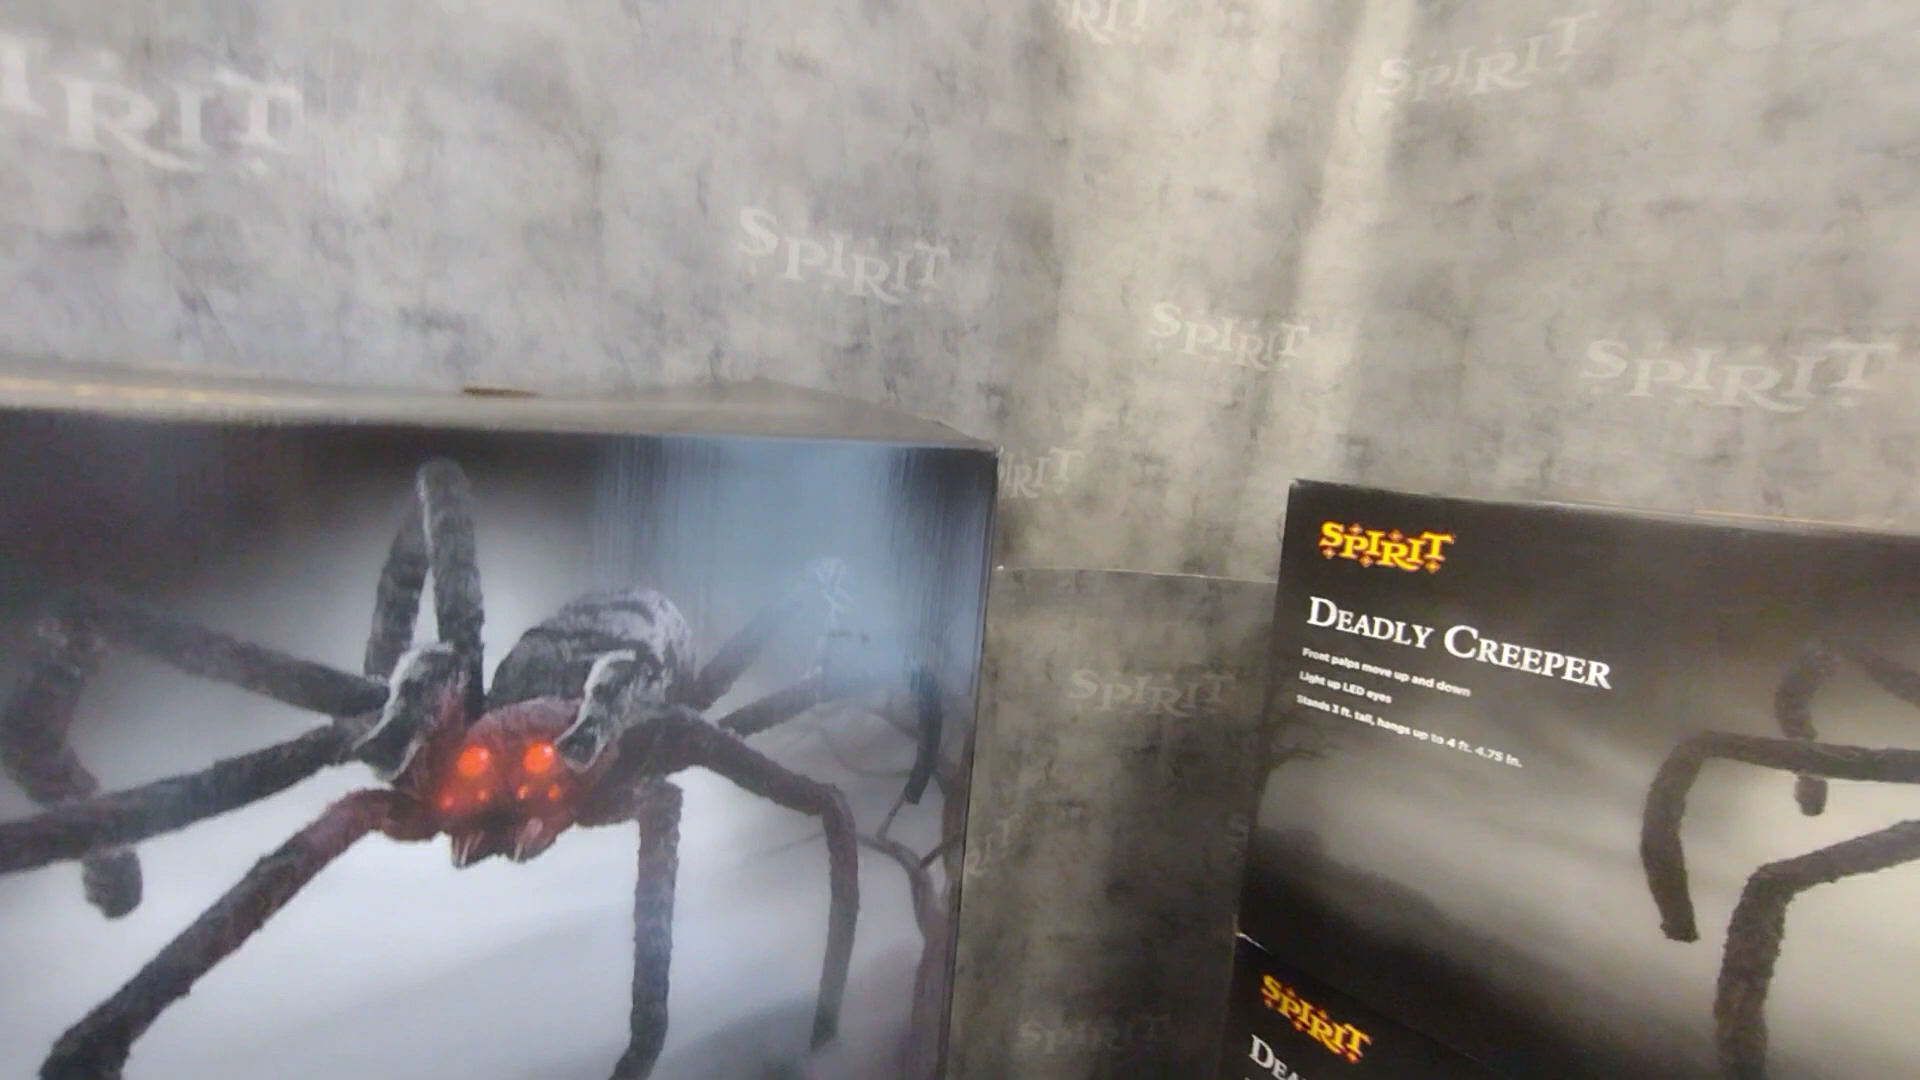 RIT
SPIRIT
SPIRIT
SPIRIT
SPIRIT
SPIRIT
SPIRIT
DEADLY CREEPER
Front palps move up and down
Light up LED eyes
Stands 3 ft. tall, hangs up to 4 ft. 4.75 in.
SPIRIT
SPIRIT
SPIRIT